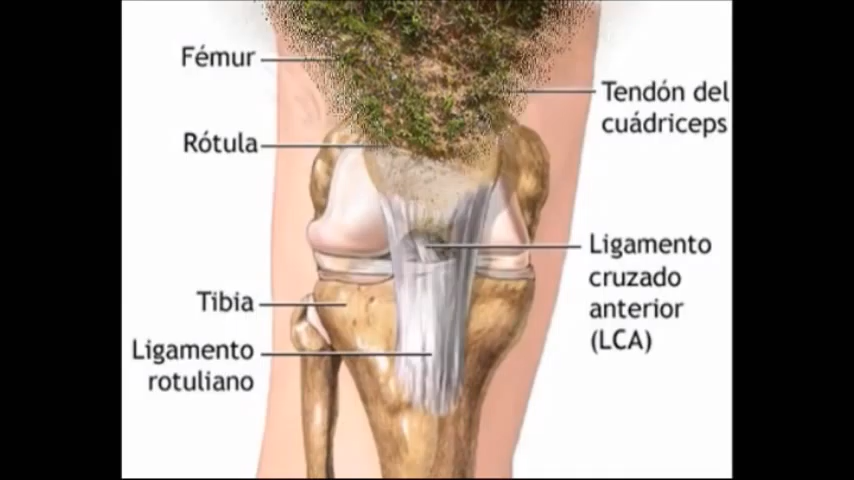 Fémur
Tendón del
cuádriceps
Rótula
Ligamento
cruzado
anterior
(LCA)
Tibia
Ligamento
rotuliano